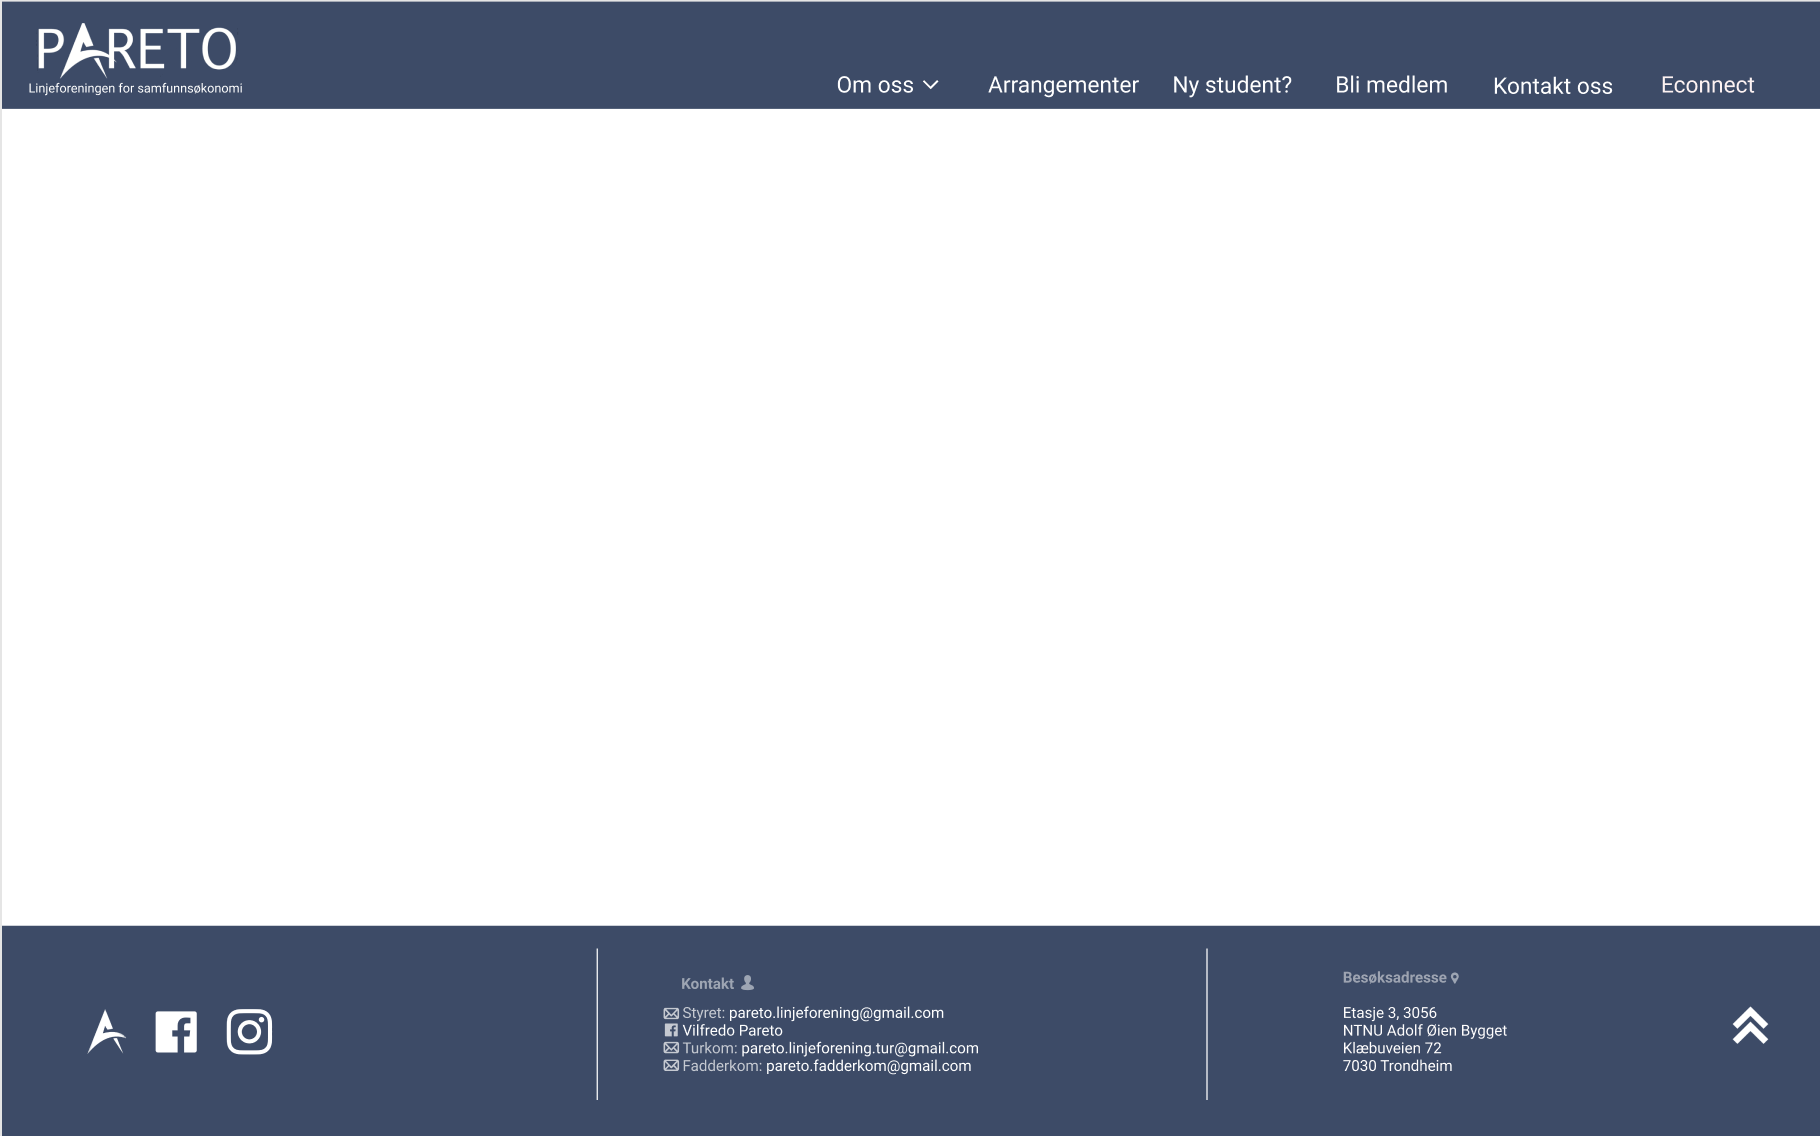 PARETO
Linjeforeningen for samfunnsøkonomi
Om oss Arrangementer Ny student? Bli medlem Kontakt oss Econnect
Kontakt
Styret: pareto.linjeforening@gmail.com
Vilfredo Pareto
Turkom: pareto.linjeforening.tur@gmail.com
Fadderkom: pareto.fadderkom@gmail.com
Besøksadresse
Etasje 3, 3056
NTNU Adolf Øien Bygget
Klæbuveien 72
7030 Trondheim